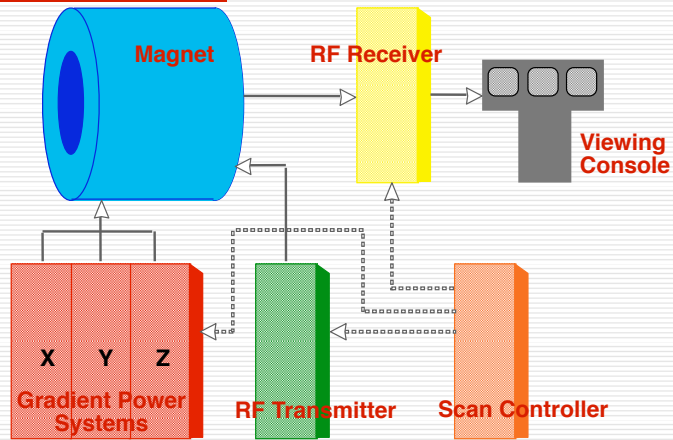 Magnet
RF Receiver
Viewing
Console
X Y Z
Gradient Power
Systems
RF Transmitter
Scan Controller